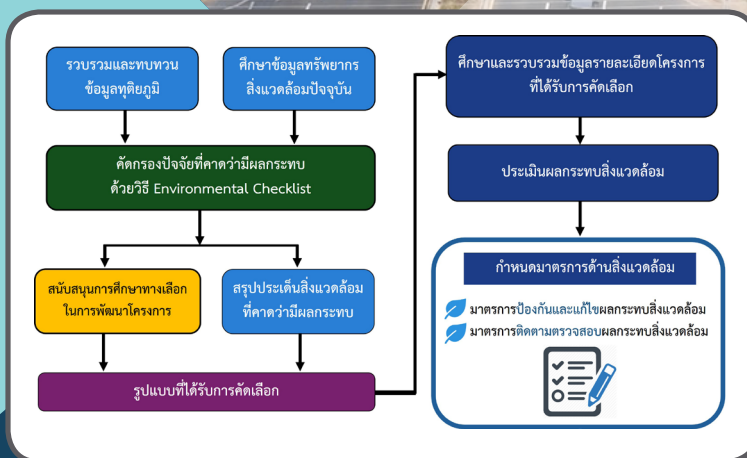 รวบรวมและทบทวน
ข้อมูลทุติยภูมิ
ศึกษาข้อมูลทรัพยากร
สิ่งแวดล้อมปัจจุบัน
คัดกรองปัจจัยที่คาดว่ามีผลกระทบ
ด้วยวิธี Environmental Checklist
สนับสนุนการศึกษาทางเลือก
ในการพัฒนาโครงการ
สรุปประเด็นสิ่งแวดล้อม
ที่คาดว่ามีผลกระทบ
รูปแบบที่ได้รับการคัดเลือก
ศึกษาและรวบรวมข้อมูลรายละเอียดโครงการ
ที่ได้รับการคัดเลือก
ประเมินผลกระทบสิ่งแวดล้อม
กำหนดมาตรการด้านสิ่งแวดล้อม
มาตรการป้องกันและแก้ไขผลกระทบสิ่งแวดล้อม
มาตรการติดตามตรวจสอบผลกระทบสิ่งแวดล้อม